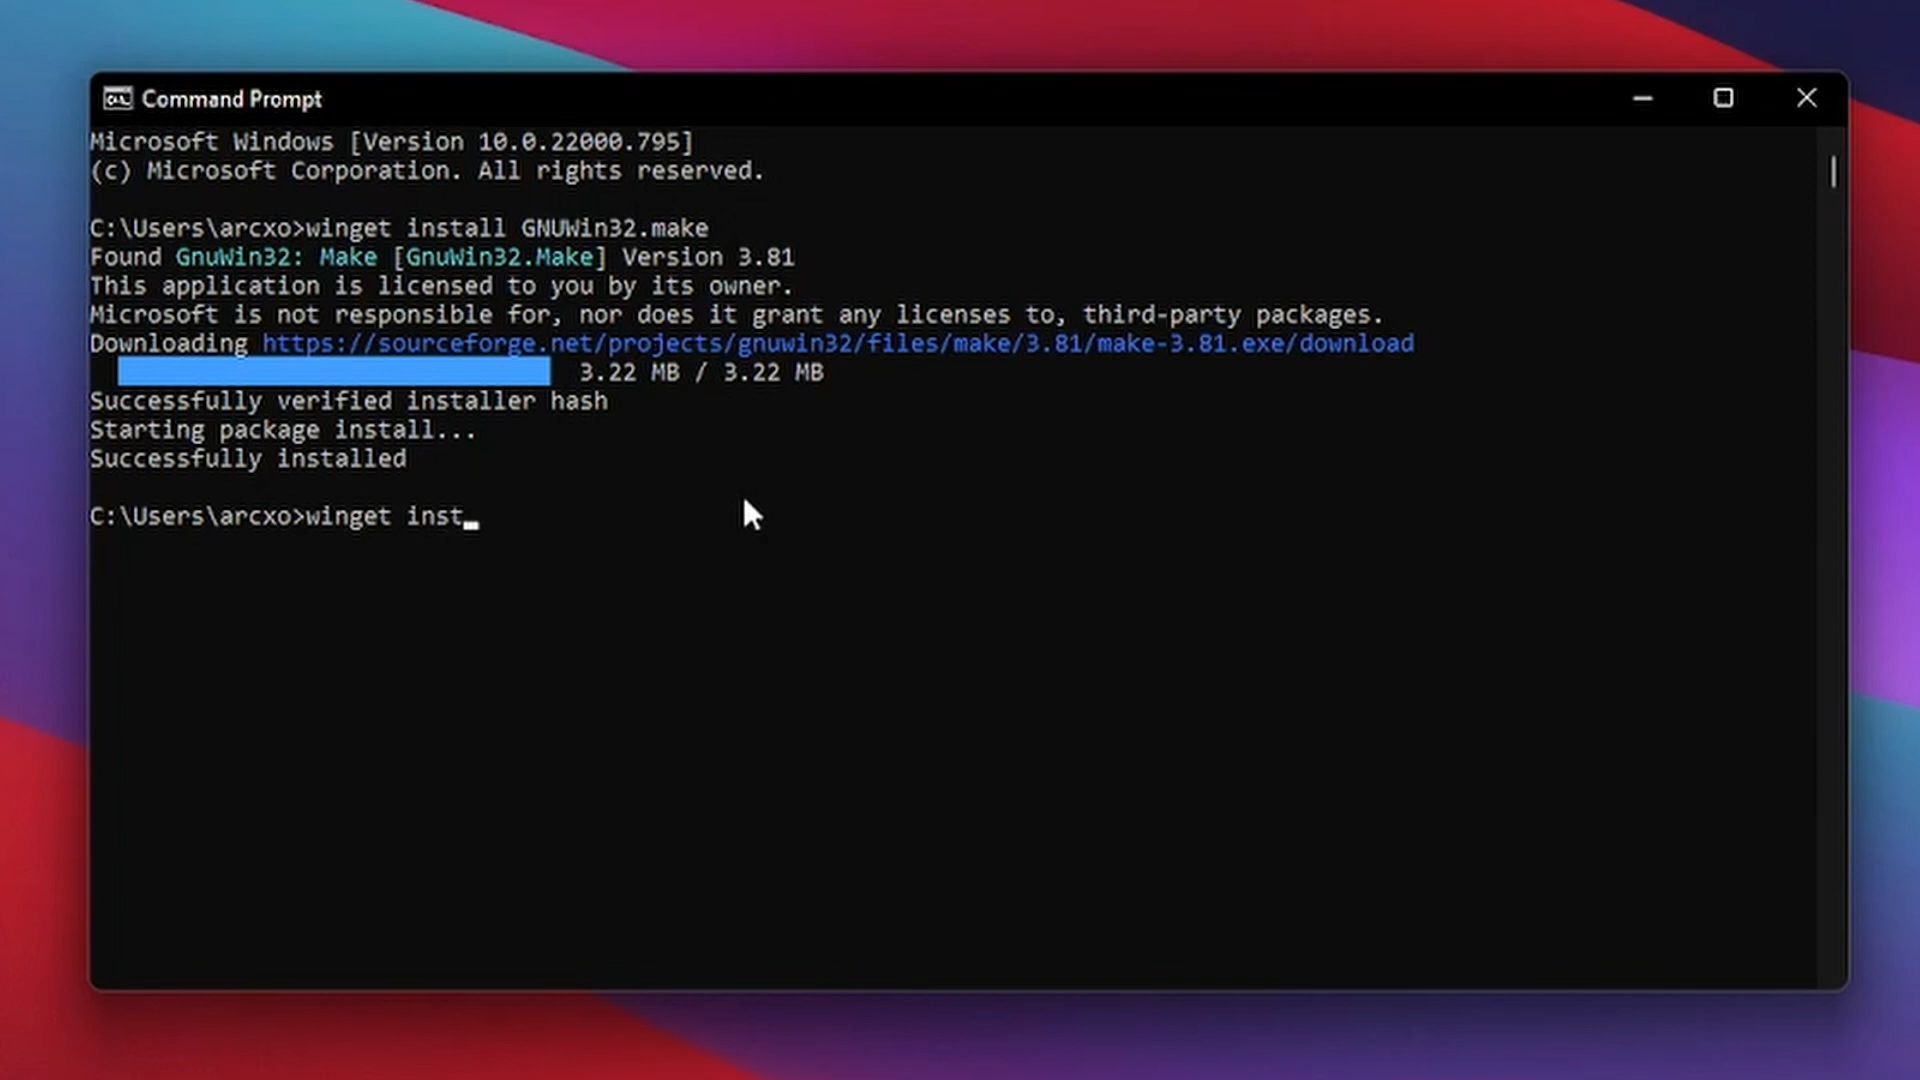 Command Prompt
Microsoft Windows [Version 10.0.22000.795]
(c) Microsoft Corporation. All rights reserved.
C:\Users\arcxo>winget install GNUWin32.make
Found GnuWin32: Make [GnuWin32.Make] Version 3.81
This application is licensed to you by its owner.
Microsoft is not responsible for, nor does it grant any licenses to, third-party packages.
Downloading https://sourceforge.net/projects/gnuwin32/files/make/3.81/make-3.81.exe/download
3.22 MB / 3.22 MB
Successfully verified installer hash
Starting package install...
Successfully installed
C:\Users\arcxo>winget inst